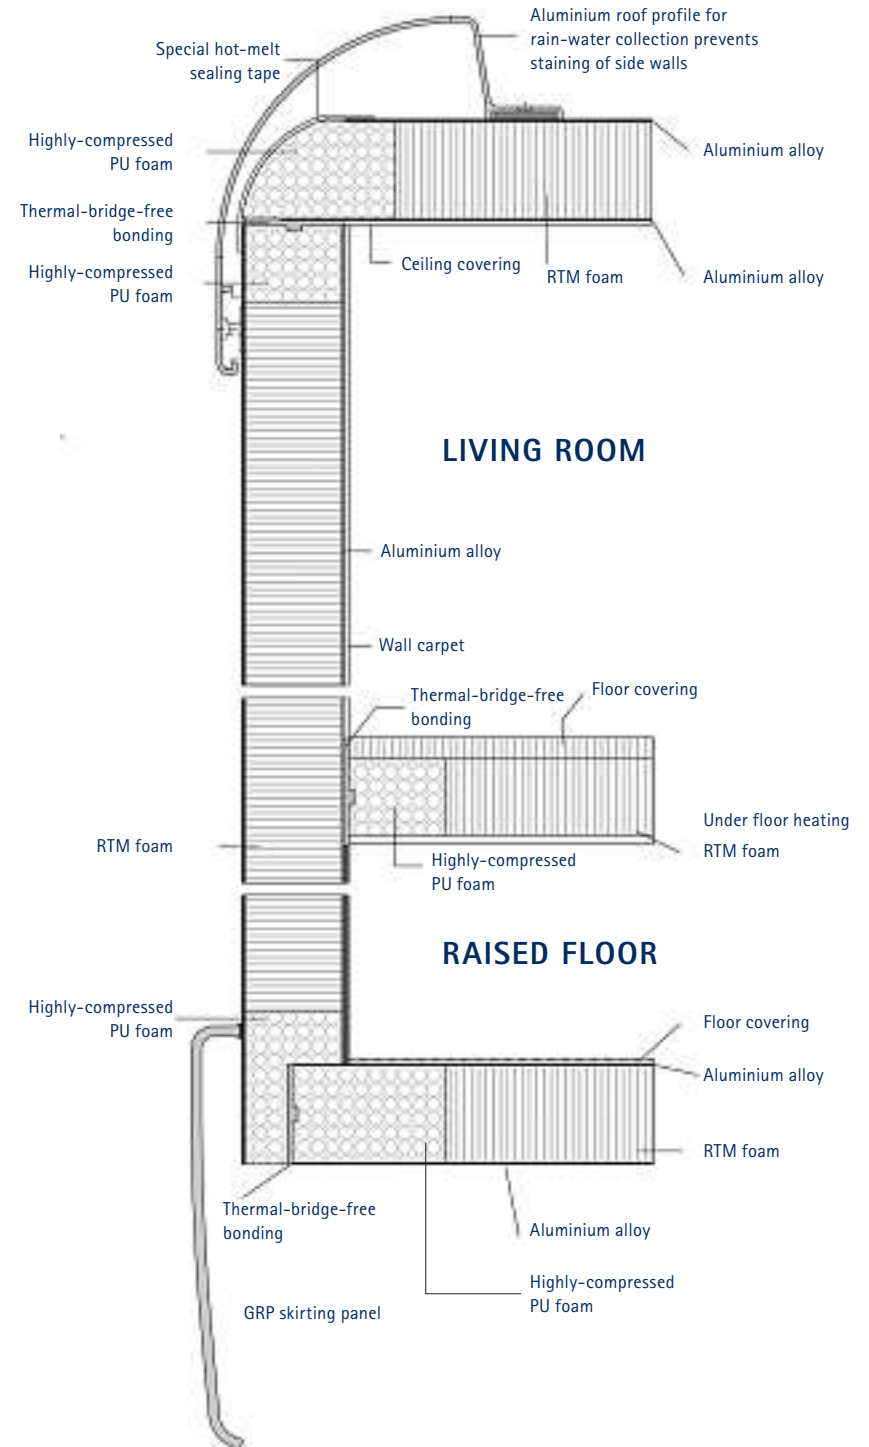 Aluminium roof profile for
rain-water collection prevents
staining of side walls
Special hot-melt
sealing tape
Highly-compressed
PU foam
Aluminium alloy
Thermal-bridge-free
bonding
Ceiling covering
Highly-compressed
PU foam
RTM foam
Aluminium alloy
LIVING ROOM
Aluminium alloy
Wall carpet
Thermal-bridge-free
bonding
Floor covering
Under floor heating
RTM foam
RTM foam
Highly-compressed
PU foam
RAISED FLOOR
Highly-compressed
PU foam
Floor covering
Aluminium alloy
RTM foam
Thermal-bridge-free
bonding
Aluminium alloy
Highly-compressed
PU foam
GRP skirting panel